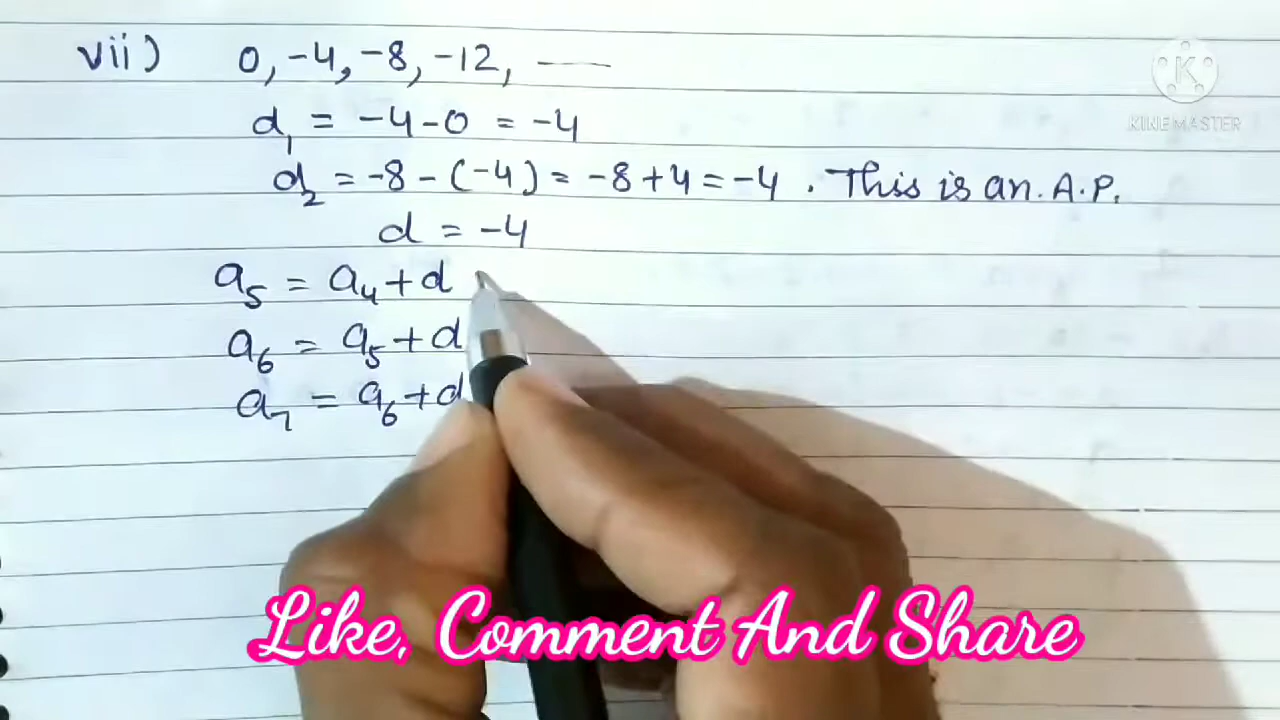 vii) 0, -4, -8, -12, ——
K
KINEMASTER
d₁ = -4-0 = -4
d₂ = -8 - (-4) = -8+4 = -4 . This is an. A.P.
d = -4
a₅ = a₄+d
a₆ = a₅+d
a₇ = a₆+d
Like, Comment And Share